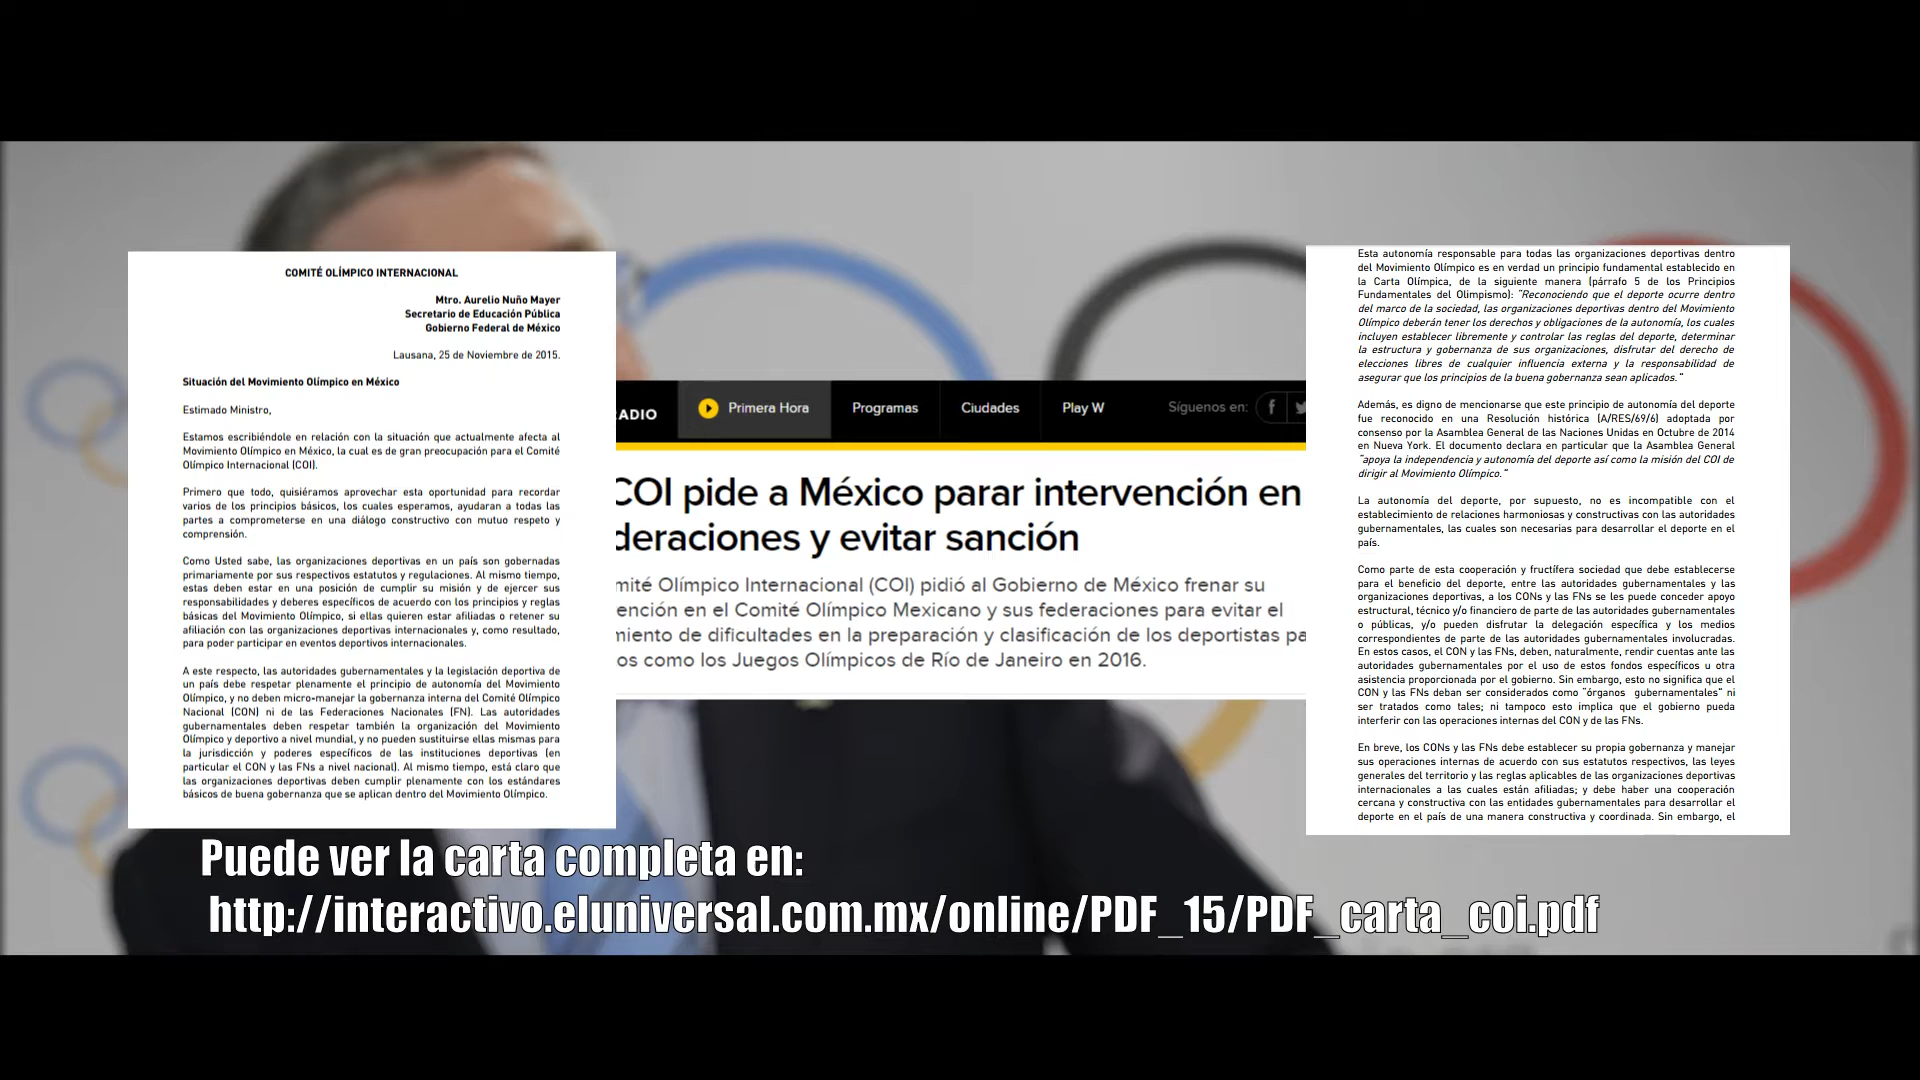 COMITÉ OLÍMPICO INTERNACIONAL
Mtro. Aurelio Nuño Mayer
Secretario de Educación Pública
Gobierno Federal de México
Lausana, 25 de Noviembre de 2015.
Situación del Movimiento Olímpico en México
Estimado Ministro,
Estamos escribiéndole en relación con la situación que actualmente afecta al
Movimiento Olímpico en México, la cual es de gran preocupación para el Comité
Olímpico Internacional (COI).
Primero que todo, quisiéramos aprovechar esta oportunidad para recordar
varios de los principios básicos, los cuales esperamos, ayudaran a todas las
partes a comprometerse en una diálogo constructivo con mutuo respeto y
comprensión.
Como Usted sabe, las organizaciones deportivas en un país son gobernadas
primariamente por sus respectivos estatutos y regulaciones. Al mismo tiempo,
estas deben estar en una posición de cumplir su misión y de ejercer sus
responsabilidades y deberes específicos de acuerdo con los principios y reglas
básicas del Movimiento Olímpico, si ellas quieren estar afiliadas o retener su
afiliación con las organizaciones deportivas internacionales y, como resultado,
para poder participar en eventos deportivos internacionales.
A este respecto, las autoridades gubernamentales y la legislación deportiva de
un país debe respetar plenamente el principio de autonomía del Movimiento
Olímpico, y no deben micro-manejar la gobernanza interna del Comité Olímpico
Nacional (CON) ni de las Federaciones Nacionales (FN). Las autoridades
gubernamentales deben respetar también la organización del Movimiento
Olímpico y deportivo a nivel mundial, y no pueden sustituirse ellas mismas para
la jurisdicción y poderes específicos de las instituciones deportivas (en
particular el CON y las FNs a nivel nacional). Al mismo tiempo, está claro que
las organizaciones deportivas deben cumplir plenamente con los estándares
básicos de buena gobernanza que se aplican dentro del Movimiento Olímpico.
ADIO Primera Hora Programas Ciudades Play W Síguenos en:
COI pide a México parar intervención en
deraciones y evitar sanción
mité Olímpico Internacional (COI) pidió al Gobierno de México frenar su
ención en el Comité Olímpico Mexicano y sus federaciones para evitar el
miento de dificultades en la preparación y clasificación de los deportistas pa
os como los Juegos Olímpicos de Río de Janeiro en 2016.
Esta autonomía responsable para todas las organizaciones deportivas dentro
del Movimiento Olímpico es en verdad un principio fundamental establecido en
la Carta Olímpica, de la siguiente manera (párrafo 5 de los Principios
Fundamentales del Olimpismo): "Reconociendo que el deporte ocurre dentro
del marco de la sociedad, las organizaciones deportivas dentro del Movimiento
Olímpico deberán tener los derechos y obligaciones de la autonomía, los cuales
incluyen establecer libremente y controlar las reglas del deporte, determinar
la estructura y gobernanza de sus organizaciones, disfrutar del derecho de
elecciones libres de cualquier influencia externa y la responsabilidad de
asegurar que los principios de la buena gobernanza sean aplicados."
Además, es digno de mencionarse que este principio de autonomía del deporte
fue reconocido en una Resolución histórica (A/RES/69/6) adoptada por
consenso por la Asamblea General de las Naciones Unidas en Octubre de 2014
en Nueva York. El documento declara en particular que la Asamblea General
"apoya la independencia y autonomía del deporte así como la misión del COI de
dirigir al Movimiento Olímpico."
La autonomía del deporte, por supuesto, no es incompatible con el
establecimiento de relaciones harmoniosas y constructivas con las autoridades
gubernamentales, las cuales son necesarias para desarrollar el deporte en el
país.
Como parte de esta cooperación y fructífera sociedad que debe establecerse
para el beneficio del deporte, entre las autoridades gubernamentales y las
organizaciones deportivas, a los CONs y las FNs se les puede conceder apoyo
estructural, técnico y/o financiero de parte de las autoridades gubernamentales
o públicas, y/o pueden disfrutar la delegación específica y los medios
correspondientes de parte de las autoridades gubernamentales involucradas.
En estos casos, el CON y las FNs, deben, naturalmente, rendir cuentas ante las
autoridades gubernamentales por el uso de estos fondos específicos u otra
asistencia proporcionada por el gobierno. Sin embargo, esto no significa que el
CON y las FNs deban ser considerados como "órganos gubernamentales" ni
ser tratados como tales; ni tampoco esto implica que el gobierno pueda
interferir con las operaciones internas del CON y de las FNs.
En breve, los CONs y las FNs debe establecer su propia gobernanza y manejar
sus operaciones internas de acuerdo con sus estatutos respectivos, las leyes
generales del territorio y las reglas aplicables de las organizaciones deportivas
internacionales a las cuales están afiliadas; y debe haber una cooperación
cercana y constructiva con las entidades gubernamentales para desarrollar el
deporte en el país de una manera constructiva y coordinada. Sin embargo, el
Puede ver la carta completa en:
http://interactivo.eluniversal.com.mx/online/PDF_15/PDF_carta_coi.pdf